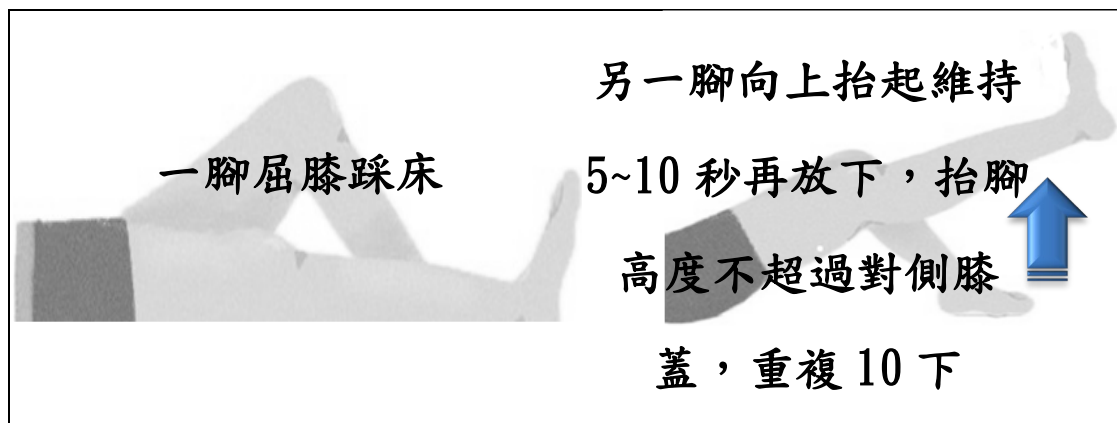 一腳屈膝踩床
另一腳向上抬起維持
5~10 秒再放下，抬腳
高度不超過對側膝
蓋，重複 10 下